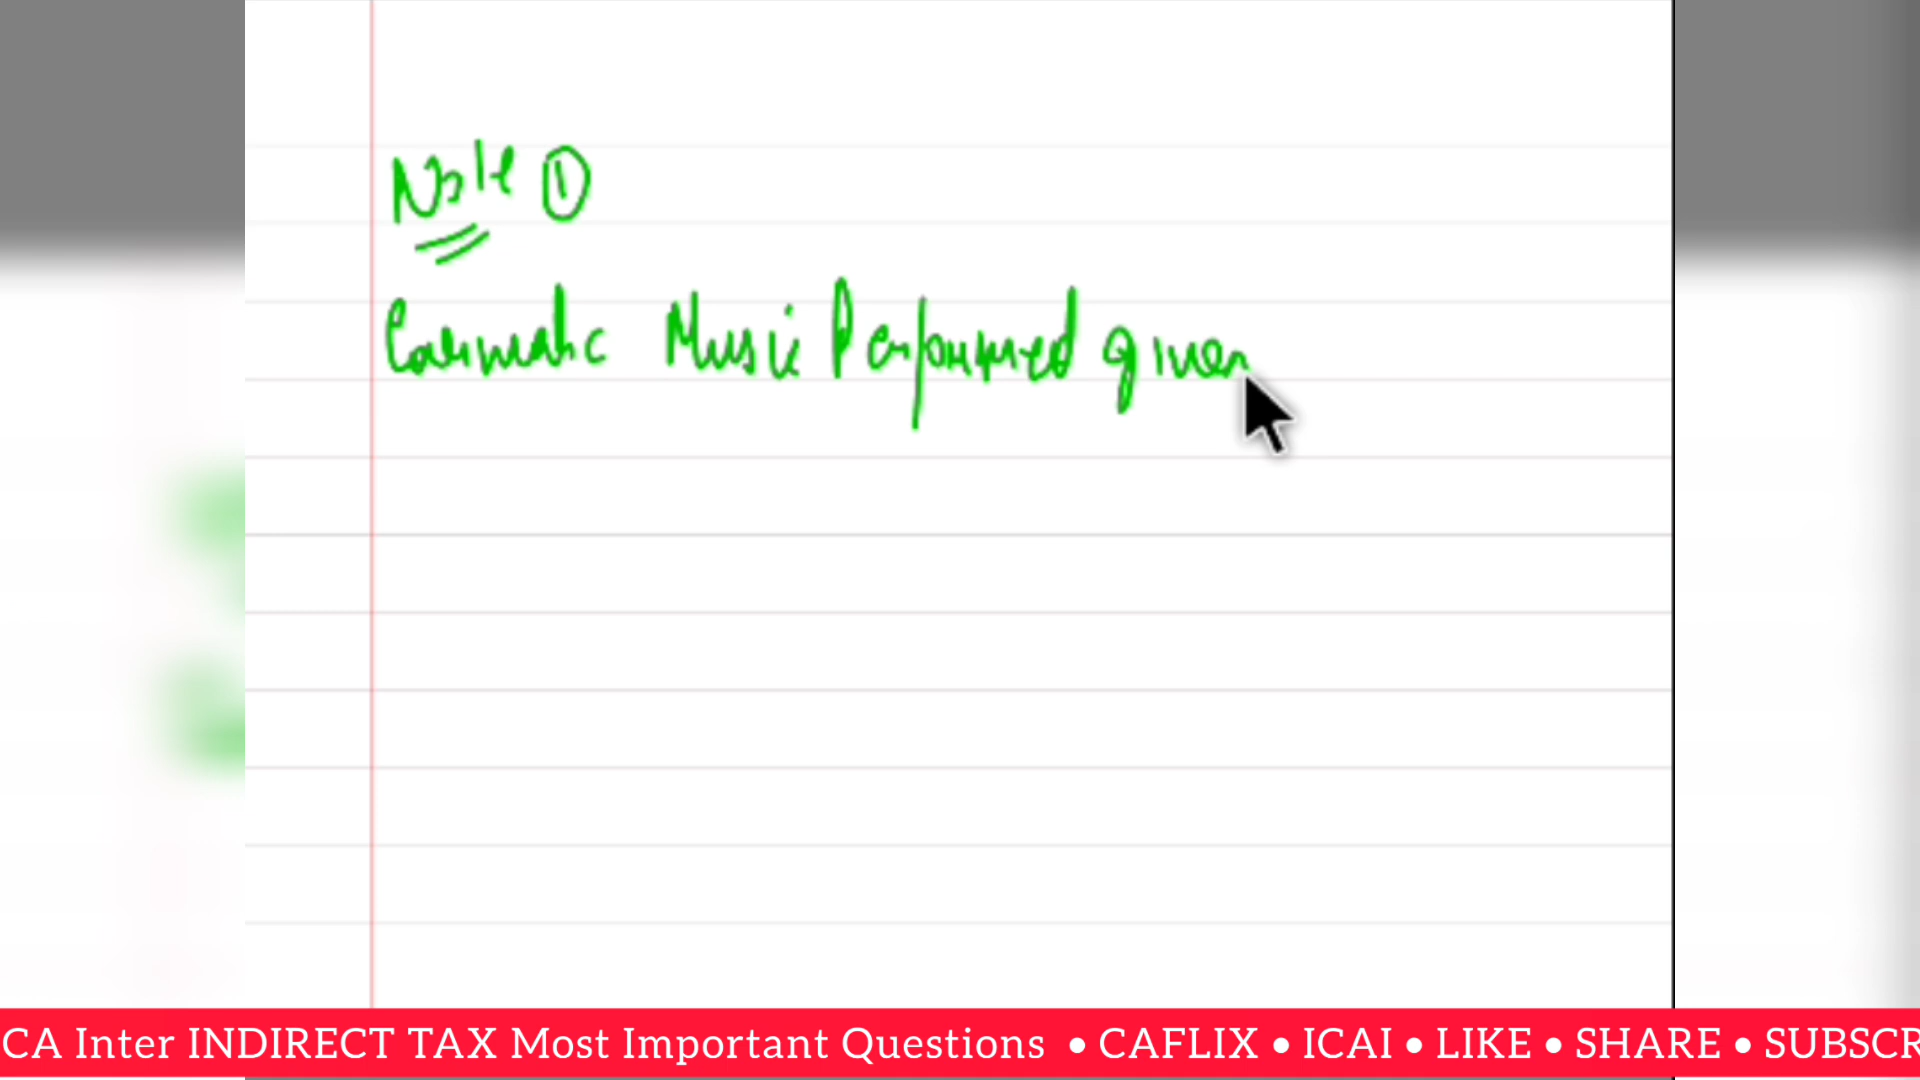 Note ①
Carnatic Music Performed given
CA Inter INDIRECT TAX Most Important Questions • CAFLIX • ICAI • LIKE • SHARE • SUBSCR